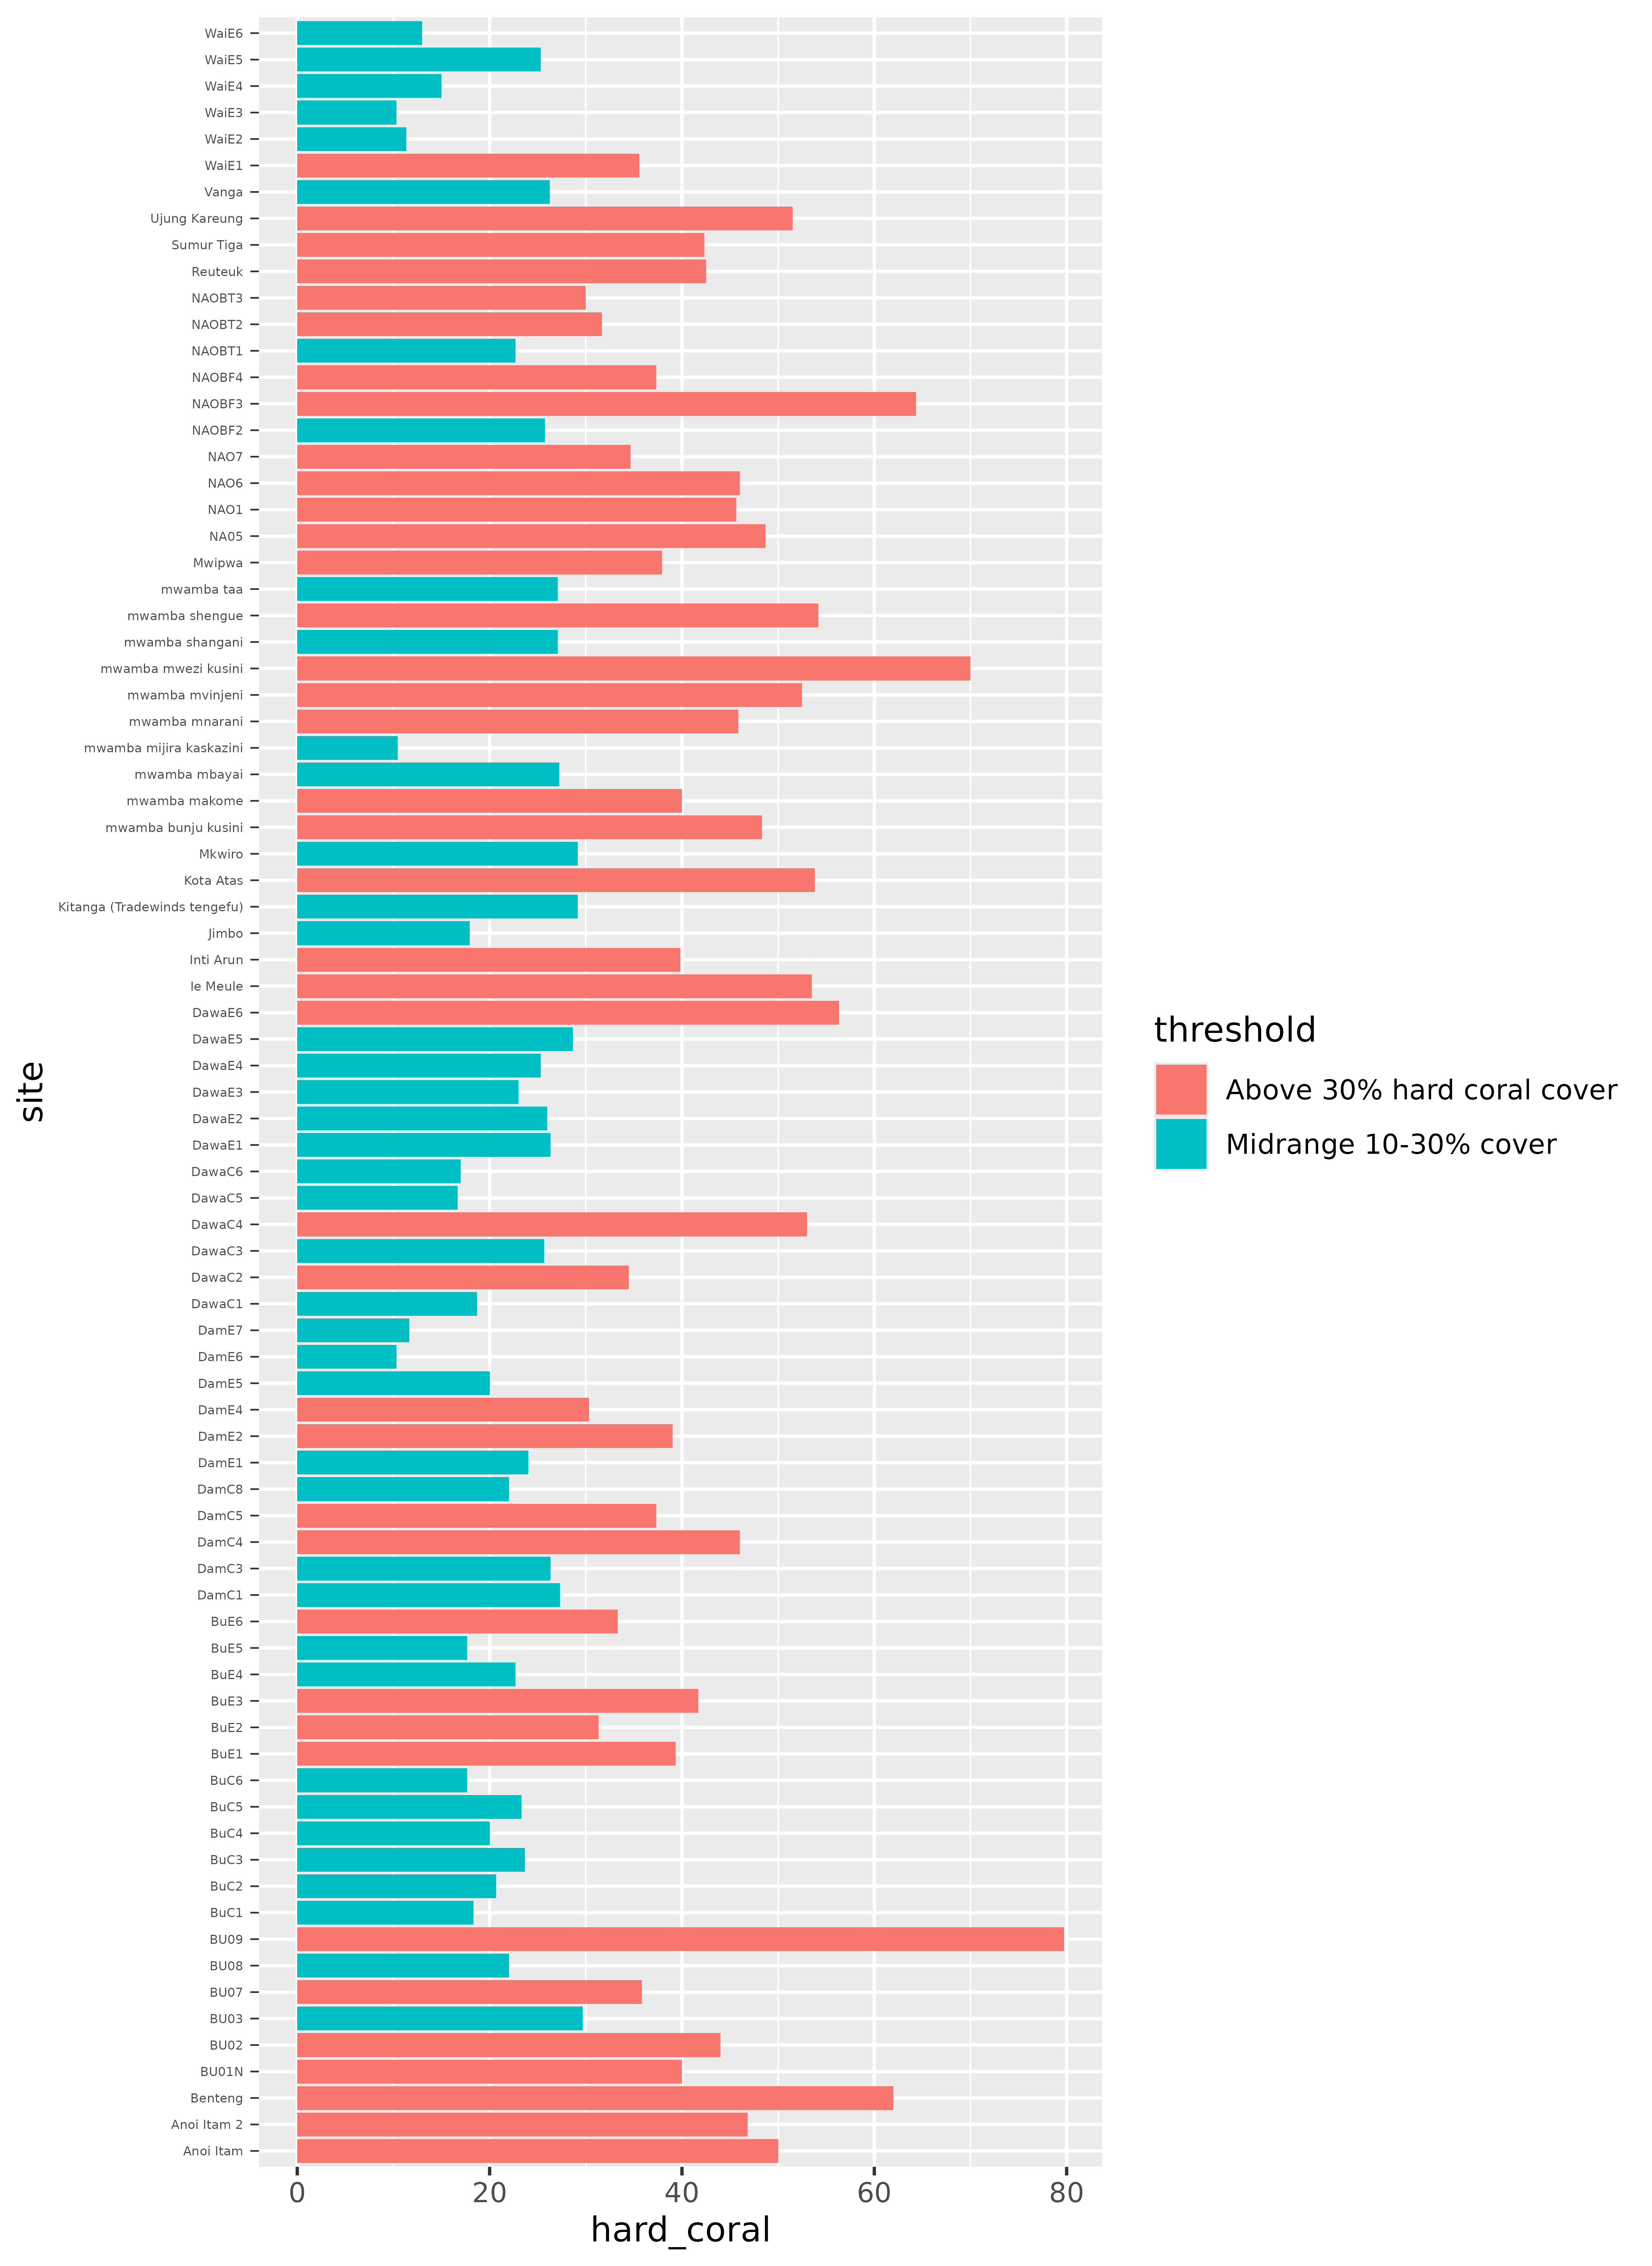 WaiE6
WaiE5
WaiE4
WaiE3
WaiE2
WaiE1
Vanga
Ujung Kareung
Sumur Tiga
Reuteuk
NAOBT3
NAOBT2
NAOBT1
NAOBF4
NAOBF3
NAOBF2
NAO7
NAO6
NAO1
NA05
Mwipwa
mwamba taa
mwamba shengue
mwamba shangani
mwamba mwezi kusini
mwamba mvinjeni
mwamba mnarani
mwamba mijira kaskazini
mwamba mbayai
mwamba makome
mwamba bunju kusini
Mkwiro
Kota Atas
Kitanga (Tradewinds tengefu)
Jimbo
Inti Arun
Ie Meule
DawaE6
DawaE5
DawaE4
DawaE3
DawaE2
DawaE1
DawaC6
DawaC5
DawaC4
DawaC3
DawaC2
DawaC1
DamE7
DamE6
DamE5
DamE4
DamE2
DamE1
DamC8
DamC5
DamC4
DamC3
DamC1
BuE6
BuE5
BuE4
BuE3
BuE2
BuE1
BuC6
BuC5
BuC4
BuC3
BuC2
BuC1
BU09
BU08
BU07
BU03
BU02
BU01N
Benteng
Anoi Itam 2
Anoi Itam
0 20 40 60 80
hard_coral
site
threshold
Above 30% hard coral cover
Midrange 10-30% cover